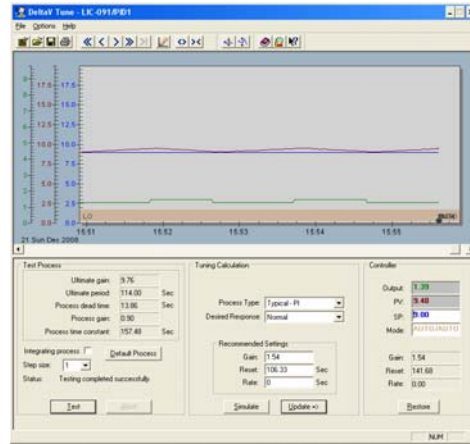 DeltaV Tune - LIC-091/PID1
File Options Help
17.5 17.5
15.0 15.0
12.5 12.5
10.0 10.0
7.5 7.5
5.0 5.0
2.5 2.5
0.0 0.0
LO
15:51 15:52 15:53 15:54 15:55
21 Sun Dec 2008
Test Process Tuning Calculation Controller
Ultimate gain: 9.76
Ultimate period: 114.00 Sec
Process dead time: 13.86 Sec
Process gain: 0.90
Process time constant: 157.48 Sec
Integrating process Default Process
Step size: 1
Status: Testing completed successfully.
Test Abort
Process Type: Typical - PI
Desired Response: Normal
Recommended Settings
Gain: 1.54
Reset: 106.33 Sec
Rate: 0 Sec
Simulate Update ->
Output: 1.39
PV: 9.48
SP: 9.00
Mode: AUTO/AUTO
Gain: 1.54
Reset: 141.68
Rate: 0.00
Restore
NUM